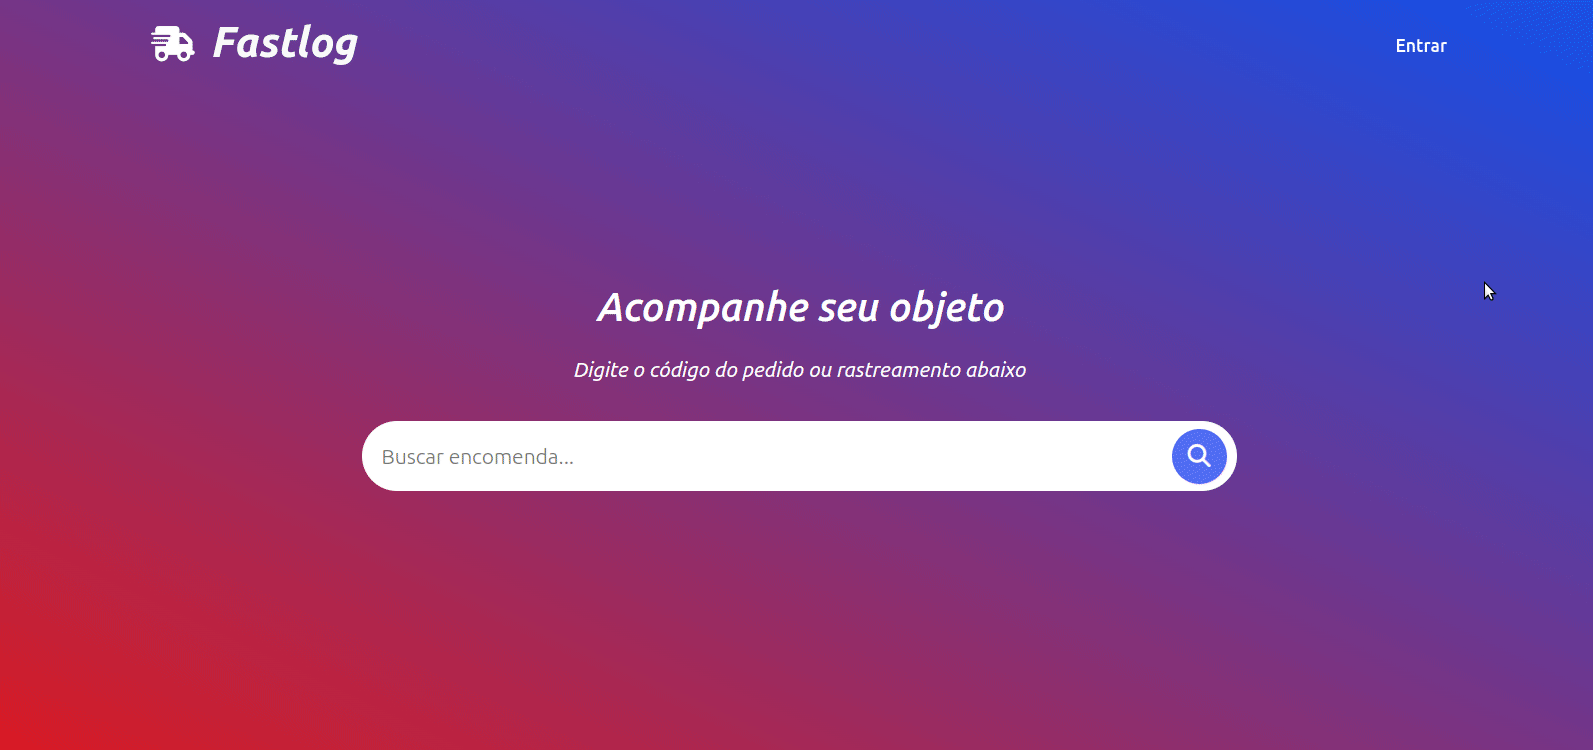 Fastlog
Entrar
Acompanhe seu objeto
Digite o código do pedido ou rastreamento abaixo
Buscar encomenda...